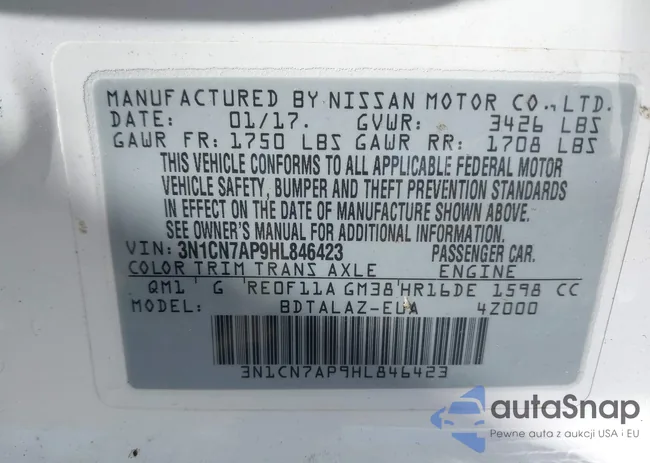 MANUFACTURED BY NISSAN MOTOR CO., LTD.
DATE: 01/17. GVWR: 3426 LBS
GAWR FR: 1750 LBS GAWR RR: 1708 LBS
THIS VEHICLE CONFORMS TO ALL APPLICABLE FEDERAL MOTOR
VEHICLE SAFETY, BUMPER AND THEFT PREVENTION STANDARDS
IN EFFECT ON THE DATE OF MANUFACTURE SHOWN ABOVE.
SEE OWNER'S MANUAL FOR ADDITIONAL INFORMATION.
VIN: 3N1CN7AP9HL846423 PASSENGER CAR.
COLOR TRIM TRANS AXLE ENGINE
QM1 G RE0F11A GM38 HR16DE 1598 CC
BDTALAZ-EUA 4Z000
3N1CN7AP9HL846423
autoSnap
Pewne auta z aukcji USA i EU